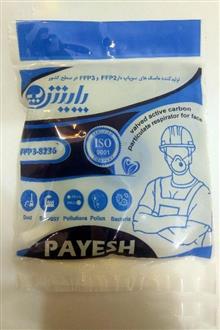 تولیدکننده ماسک های سوپاپ دار FFP2 و FFP3 در سطح کشور
پایش
valved active carbon
particulate respirator for face
FFP3-8236
ISO
9001
Dust
Pollutions
Pollen
Bacteria
PAYESH